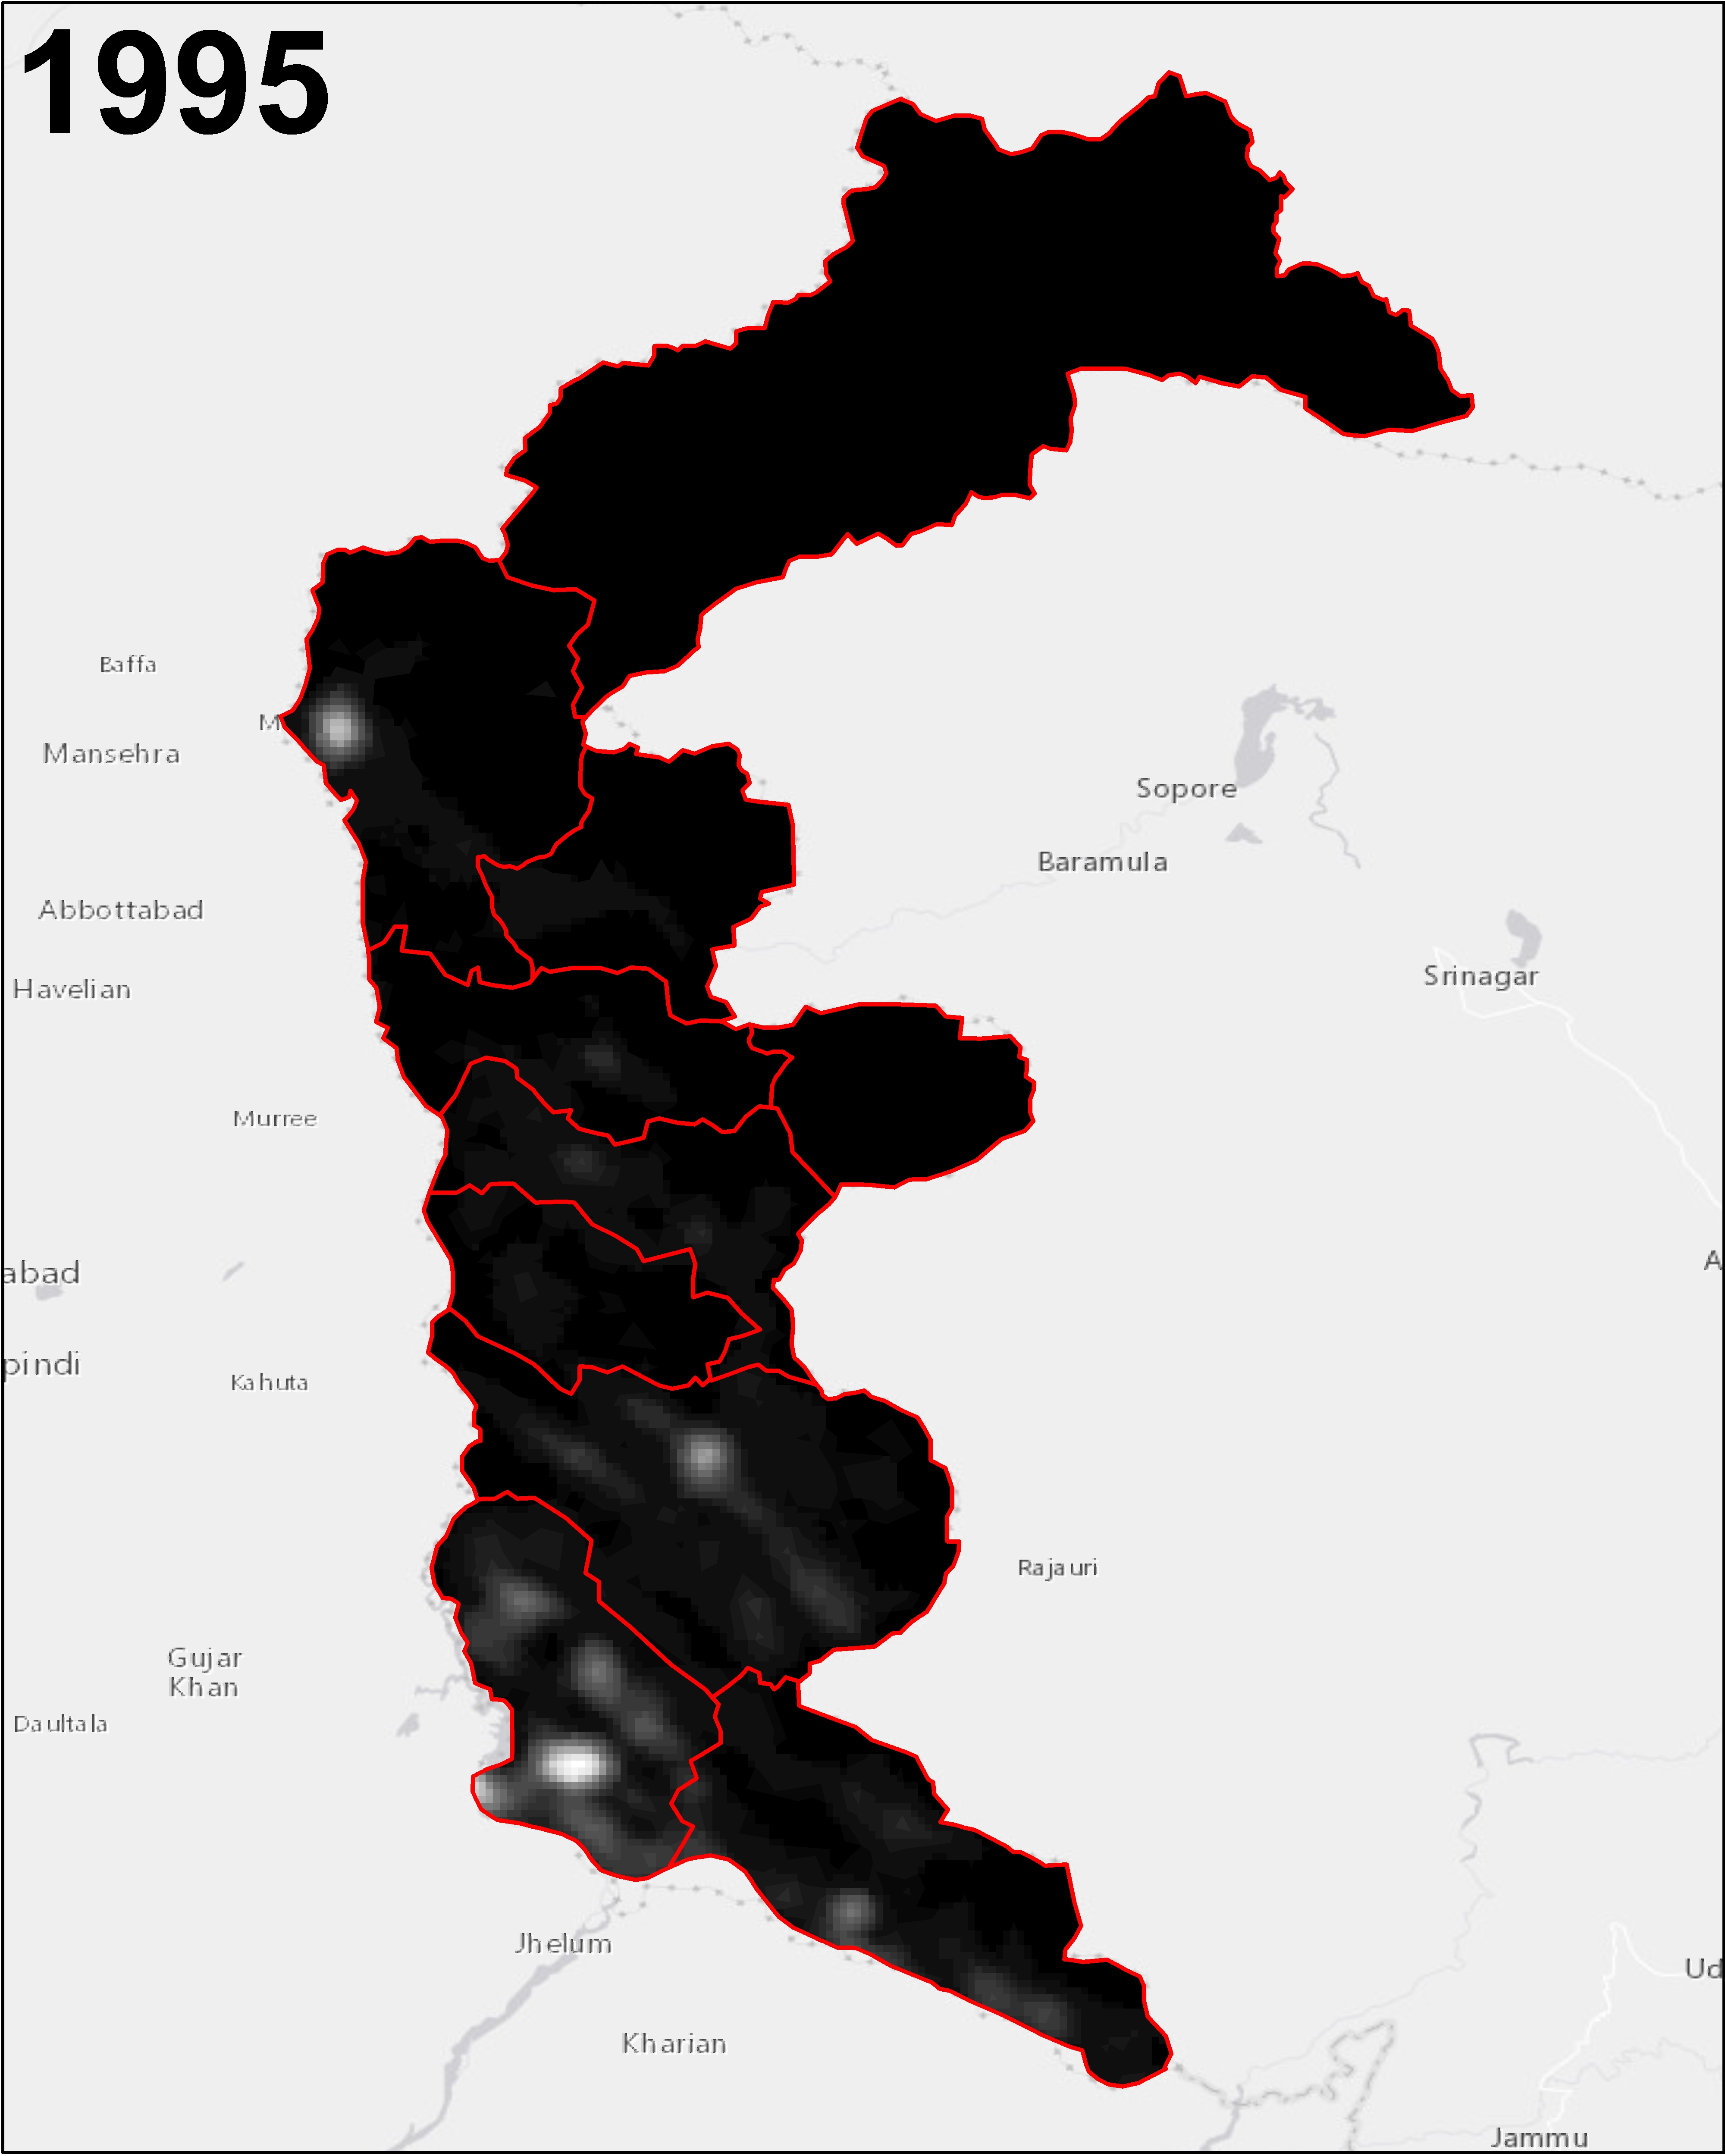 1995
Baffa
M
Mansehra
Sopore
Baramula
Abbottabad
Srinagar
Havelian
Murree
A
abad
pindi
Kahuta
Rajauri
Gujar
Khan
Daultala
Jhelum
Ud
Kharian
Jammu